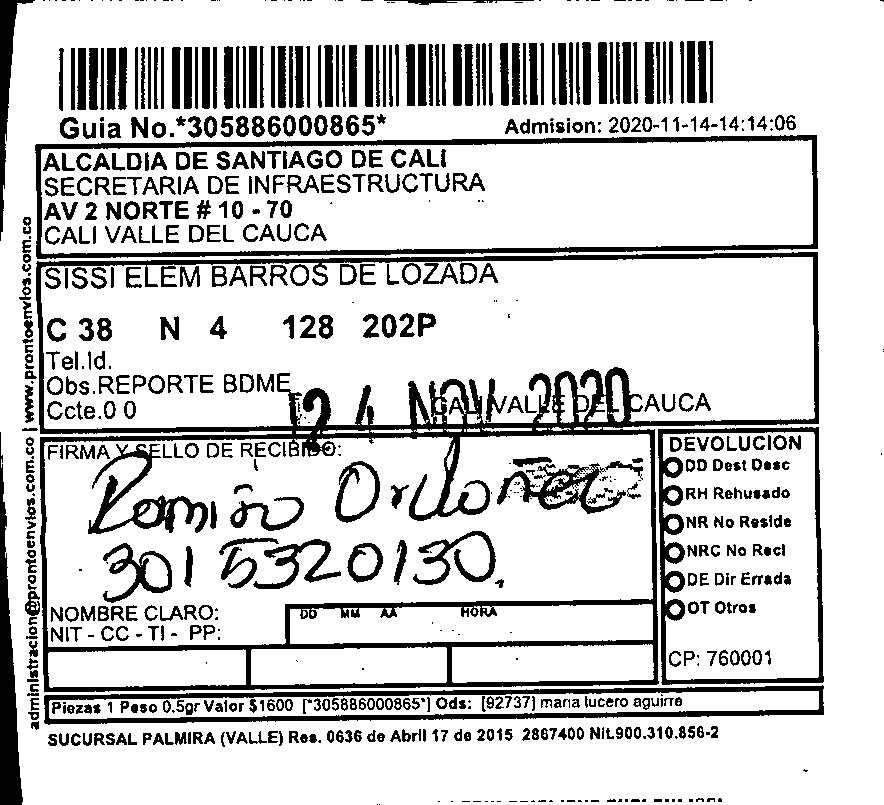 Guia No.*305886000865*
Admision: 2020-11-14-14:14:06
ALCALDIA DE SANTIAGO DE CALI
SECRETARIA DE INFRAESTRUCTURA
AV 2 NORTE # 10 - 70
CALI VALLE DEL CAUCA
SISSI ELEM BARROS DE LOZADA
C 38 N 4 128 202P
Tel.Id.
Obs.REPORTE BDME
Ccte.0 0
24 NOV 2020
CALI VALLE DEL CAUCA
FIRMA Y SELLO DE RECIBIDO:
Ramiro Ordoñez
301 5320130.
NOMBRE CLARO:
NIT - CC - TI - PP:
DD MM AA HORA
DEVOLUCION
DD Dest Desc
RH Rehusado
NR No Reside
NRC No Recl
DE Dir Errada
OT Otros
CP: 760001
Piezas 1 Peso 0.5gr Valor $1600 [*305886000865*] Ods: [92737] maria lucero aguirre
SUCURSAL PALMIRA (VALLE) Res. 0636 de Abril 17 de 2015 2867400 Nit.900.310.856-2
administracion@prontoenvios.com.co | www.prontoenvios.com.co